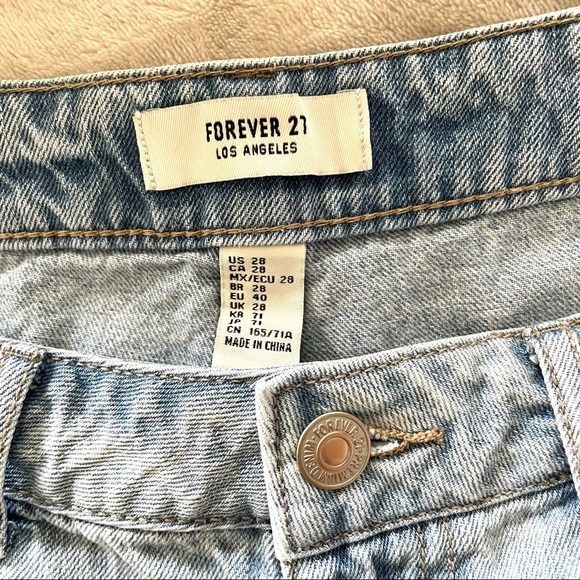 FOREVER 21
LOS ANGELES
US 28
CA 28
MX/ECU 28
BR 28
EU 40
UK 28
KR 71
JP 71
CN 165/71A
MADE IN CHINA
FOREVER